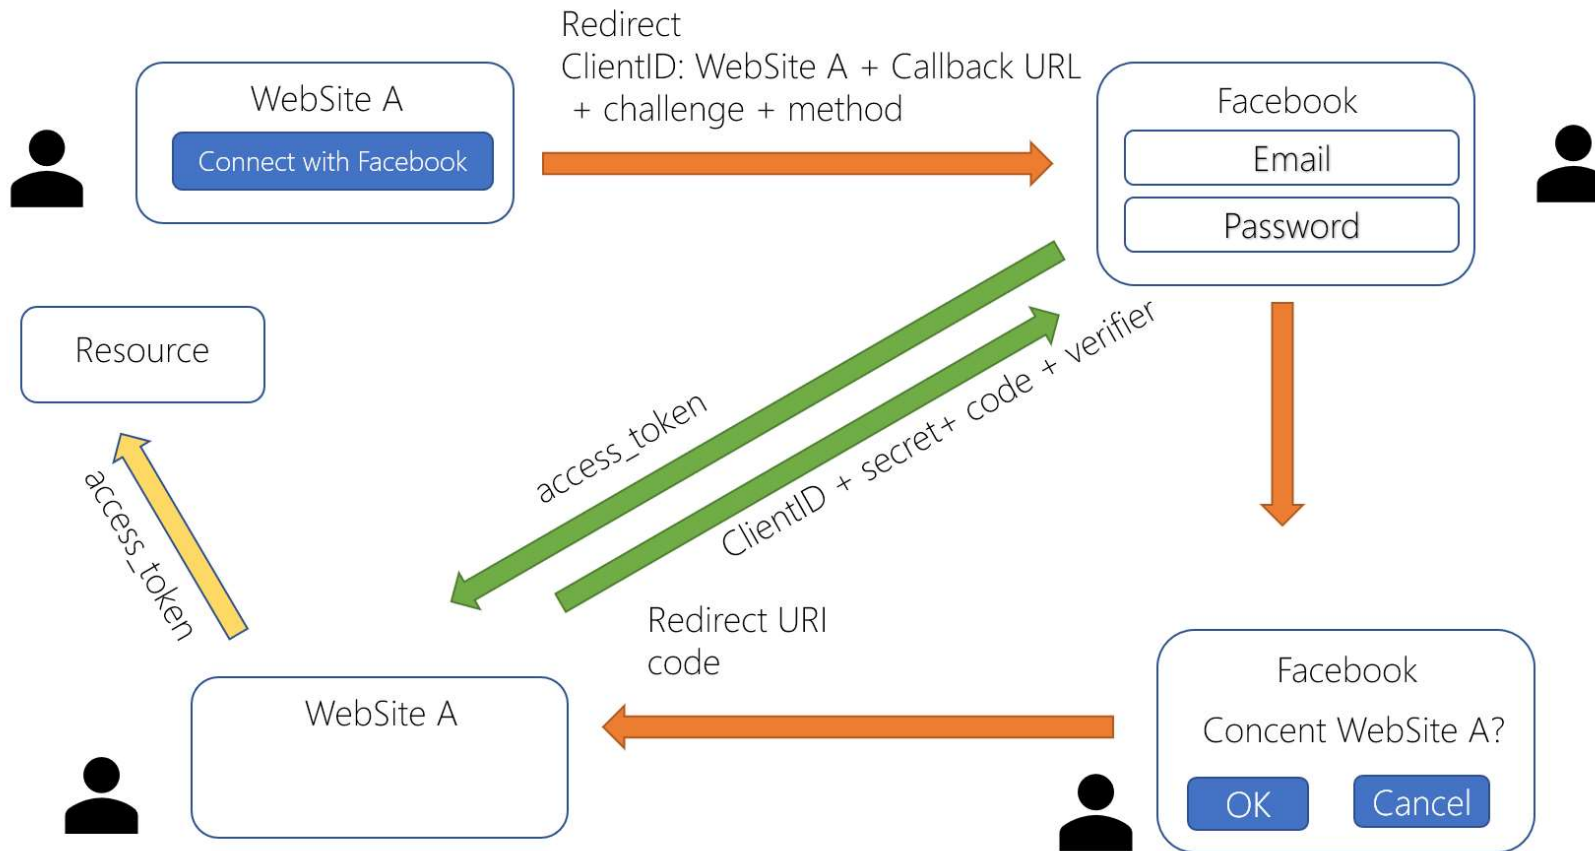 Redirect
ClientID: WebSite A + Callback URL
+ challenge + method
WebSite A
Connect with Facebook
Facebook
Email
Password
Resource
access_token
ClientID + secret+ code + verifier
access_token
Redirect URI
code
WebSite A
Facebook
Concent WebSite A?
OK
Cancel